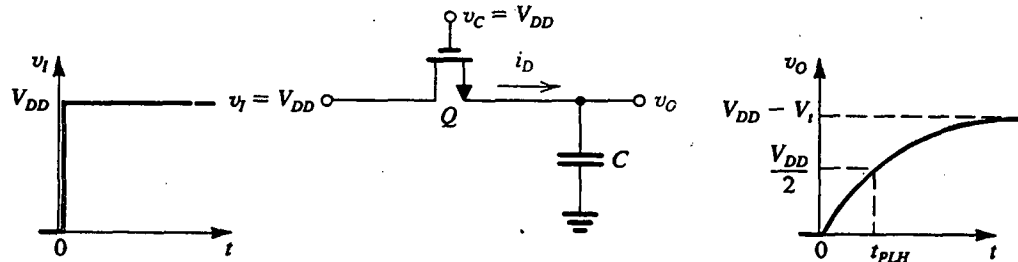 v_I
V_DD
0
t
v_I = V_DD
v_C = V_DD
i_D
Q
v_O
C
v_O
V_DD − V_t
V_DD/2
0
t_PLH
t